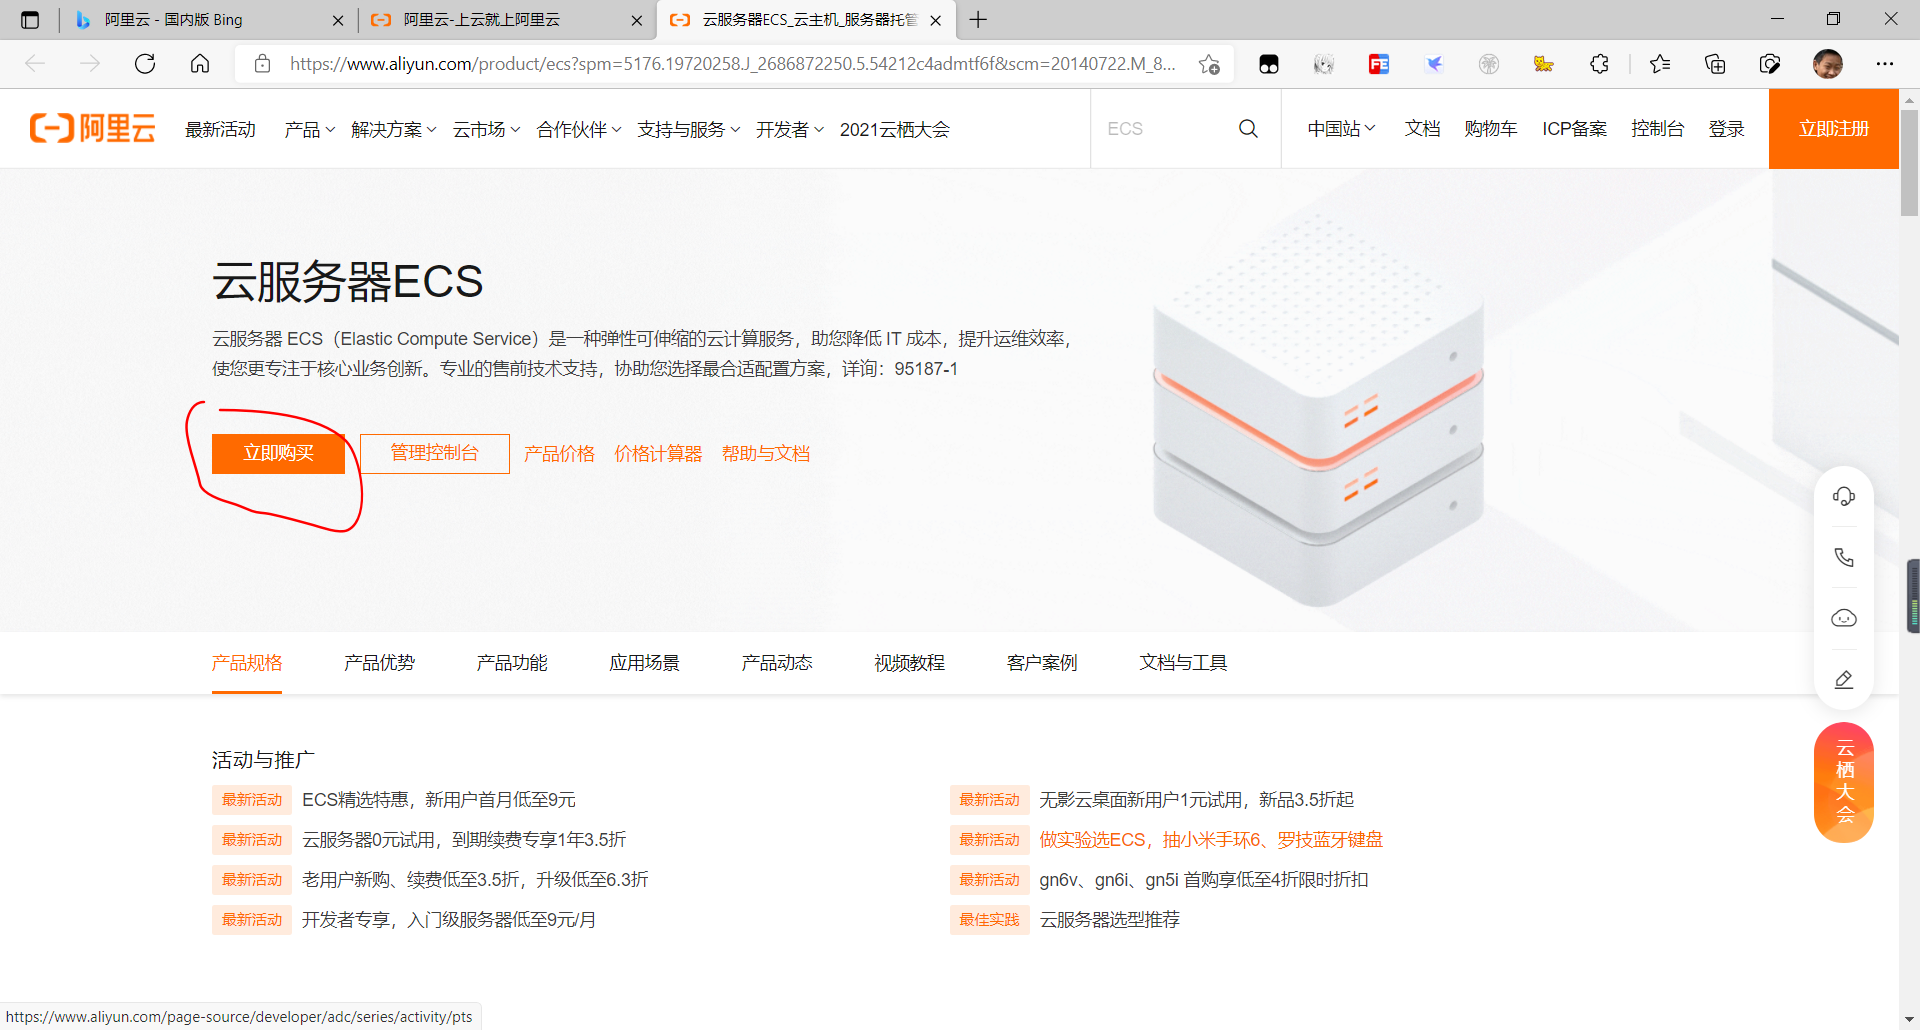 阿里云 - 国内版 Bing
阿里云-上云就上阿里云
云服务器ECS_云主机_服务器托管
https://www.aliyun.com/product/ecs?spm=5176.19720258.J_2686872250.5.54212c4admtf6f&scm=20140722.M_8...
阿里云
最新活动 产品 解决方案 云市场 合作伙伴 支持与服务 开发者 2021云栖大会
ECS
中国站 文档 购物车 ICP备案 控制台 登录 立即注册
云服务器ECS
云服务器 ECS（Elastic Compute Service）是一种弹性可伸缩的云计算服务，助您降低 IT 成本，提升运维效率，
使您更专注于核心业务创新。专业的售前技术支持，协助您选择最合适配置方案，详询：95187-1
立即购买 管理控制台 产品价格 价格计算器 帮助与文档
产品规格 产品优势 产品功能 应用场景 产品动态 视频教程 客户案例 文档与工具
云栖大会
活动与推广
最新活动 ECS精选特惠，新用户首月低至9元
最新活动 无影云桌面新用户1元试用，新品3.5折起
最新活动 云服务器0元试用，到期续费专享1年3.5折
最新活动 做实验选ECS，抽小米手环6、罗技蓝牙键盘
最新活动 老用户新购、续费低至3.5折，升级低至6.3折
最新活动 gn6v、gn6i、gn5i 首购享低至4折限时折扣
最新活动 开发者专享，入门级服务器低至9元/月
最佳实践 云服务器选型推荐
https://www.aliyun.com/page-source/developer/adc/series/activity/pts